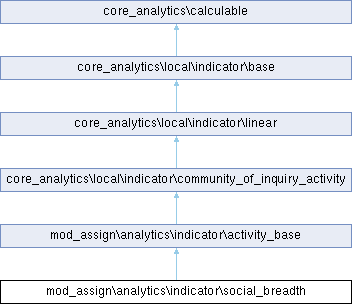 core_analytics\calculable
core_analytics\local\indicator\base
core_analytics\local\indicator\linear
core_analytics\local\indicator\community_of_inquiry_activity
mod_assign\analytics\indicator\activity_base
mod_assign\analytics\indicator\social_breadth